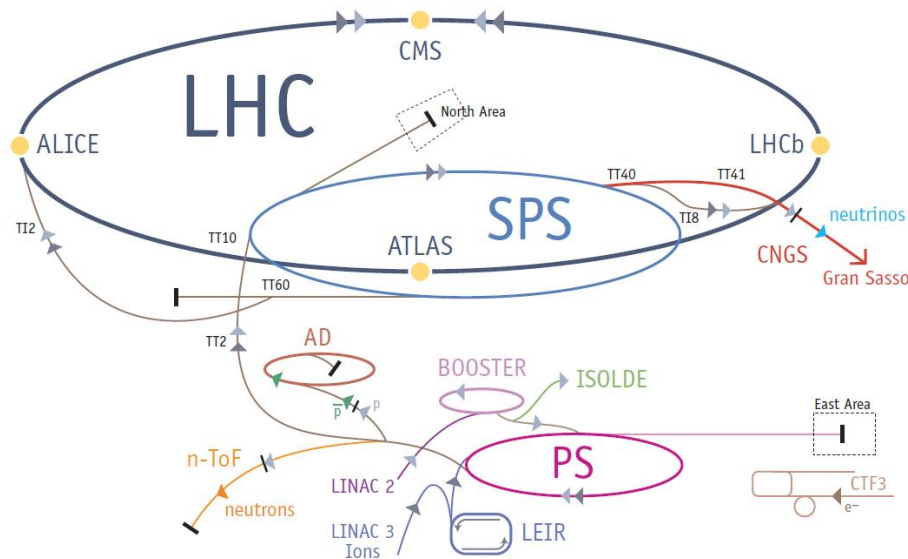 CMS
LHC
North Area
ALICE
LHCb
TT40
TT41
SPS
TI8
neutrinos
TI2
TT10
ATLAS
CNGS
Gran Sasso
TT60
TT2
AD
BOOSTER
ISOLDE
p̅
p
East Area
n-ToF
PS
LINAC 2
neutrons
CTF3
e–
LINAC 3
Ions
LEIR